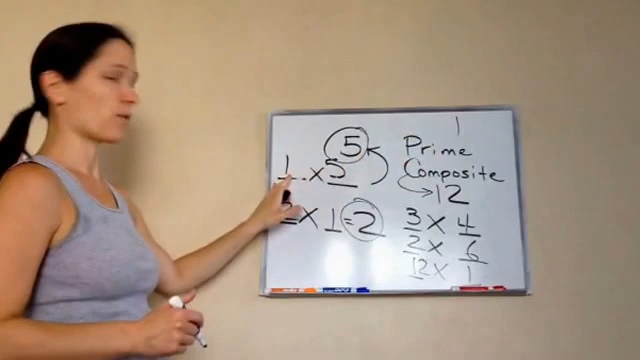 5
1 x 5
2 x 1 = 2
1
Prime
Composite
12
3 x 4
2 x 6
12 x 1